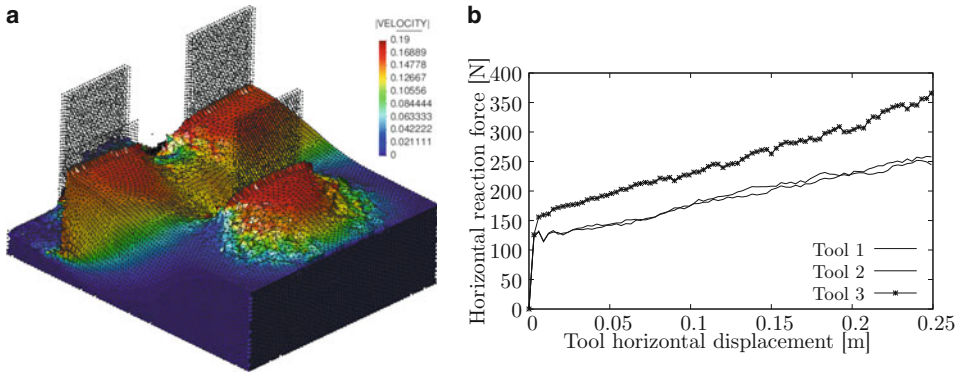 a
|VELOCITY|
0.19
0.16889
0.14778
0.12667
0.10556
0.084444
0.063333
0.042222
0.021111
0
b
Horizontal reaction force [N]
400
350
300
250
200
150
100
50
0
Tool 1
Tool 2
Tool 3
0 0.05 0.1 0.15 0.2 0.25
Tool horizontal displacement [m]